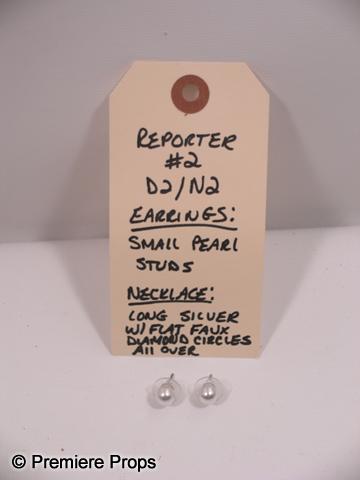 REPORTER
#2
D2/N2
EARRINGS:
SMALL PEARL
STUDS
NECKLACE:
LONG SILVER
W/ FLAT FAUX
DIAMOND CIRCLES
All OVER
© Premiere Props